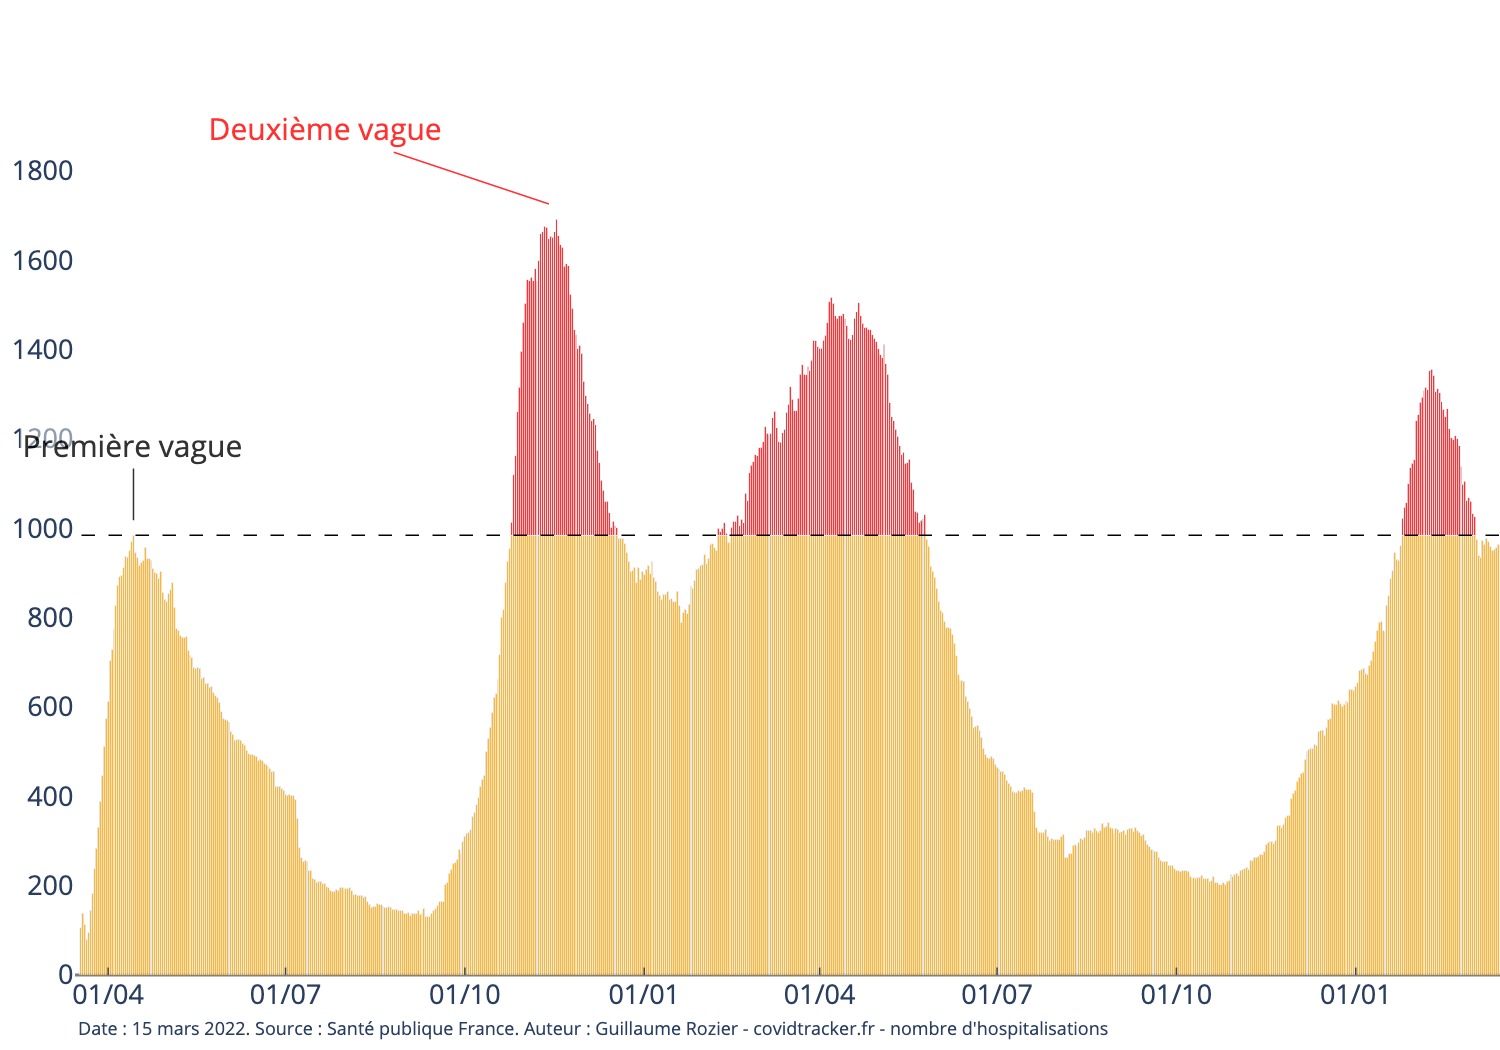 Deuxième vague
1800
1600
1400
1200
Première vague
1000
800
600
400
200
0
01/04 01/07 01/10 01/01 01/04 01/07 01/10 01/01
Date : 15 mars 2022. Source : Santé publique France. Auteur : Guillaume Rozier - covidtracker.fr - nombre d'hospitalisations